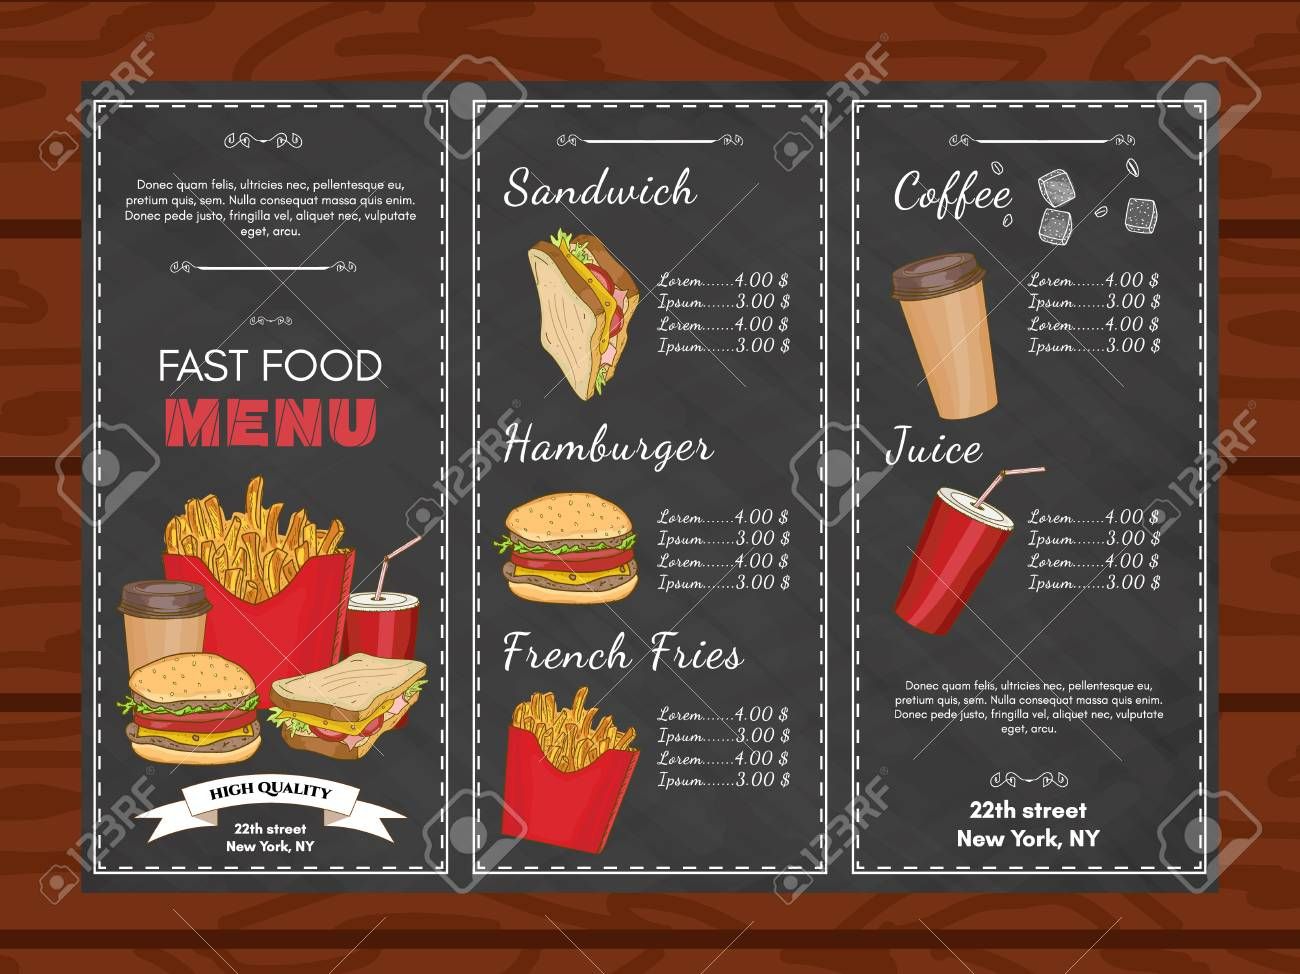 Donec quam felis, ultricies nec, pellentesque eu,
pretium quis, sem. Nulla consequat massa quis enim.
Donec pede justo, fringilla vel, aliquet nec, vulputate
eget, arcu.
FAST FOOD
MENU
HIGH QUALITY
22th street
New York, NY
Sandwich
Lorem.......4.00 $
Ipsum.......3.00 $
Lorem.......4.00 $
Ipsum.......3.00 $
Hamburger
Lorem.......4.00 $
Ipsum.......3.00 $
Lorem.......4.00 $
Ipsum.......3.00 $
French Fries
Lorem.......4.00 $
Ipsum.......3.00 $
Lorem.......4.00 $
Ipsum.......3.00 $
Coffee
Lorem.......4.00 $
Ipsum.......3.00 $
Lorem.......4.00 $
Ipsum.......3.00 $
Juice
Lorem.......4.00 $
Ipsum.......3.00 $
Lorem.......4.00 $
Ipsum.......3.00 $
Donec quam felis, ultricies nec, pellentesque eu,
pretium quis, sem. Nulla consequat massa quis enim.
Donec pede justo, fringilla vel, aliquet nec, vulputate
eget, arcu.
22th street
New York, NY
123RF